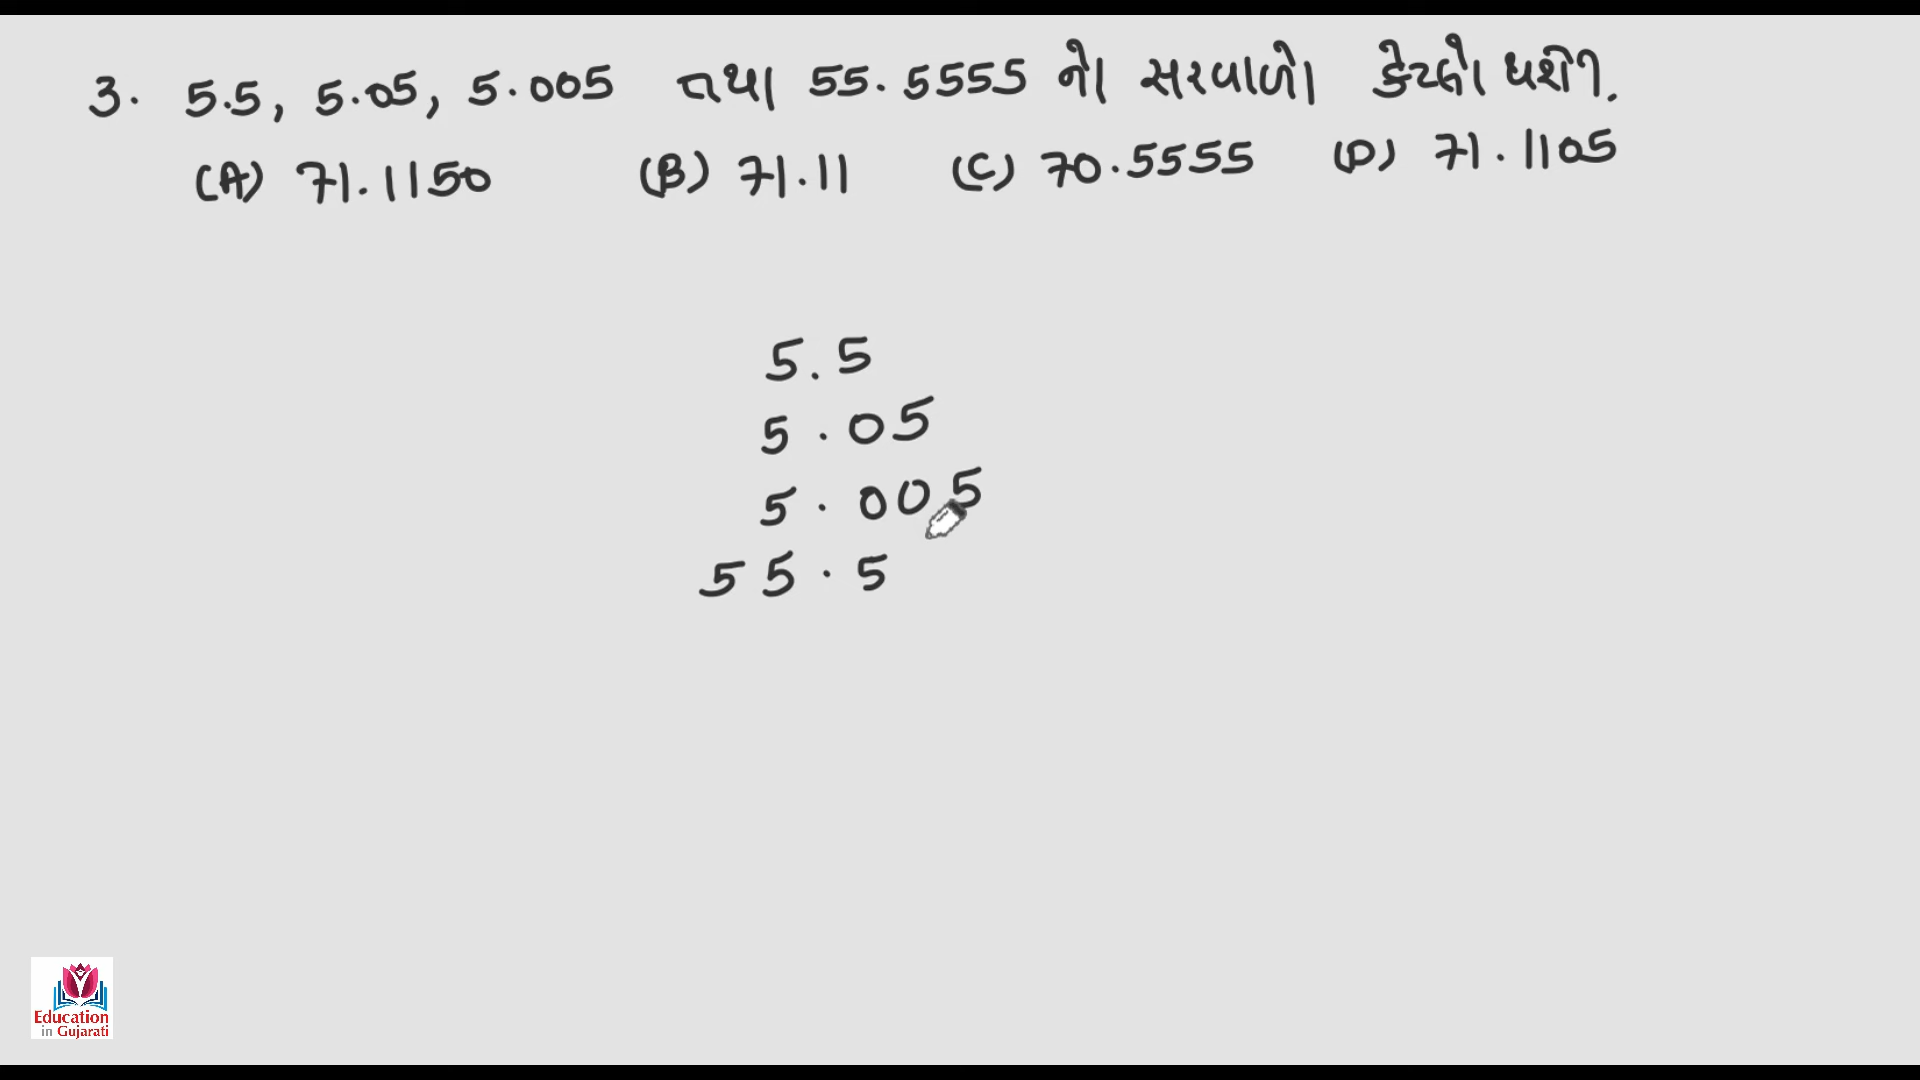 3. 5.5, 5.05, 5.005 તથા 55.5555 નો સરવાળો કેટલો થશે?.
(A) 71.1150 (B) 71.11 (C) 70.5555 (D) 71.1105
5.5
5.05
5.005
55.5
Education
in Gujarati